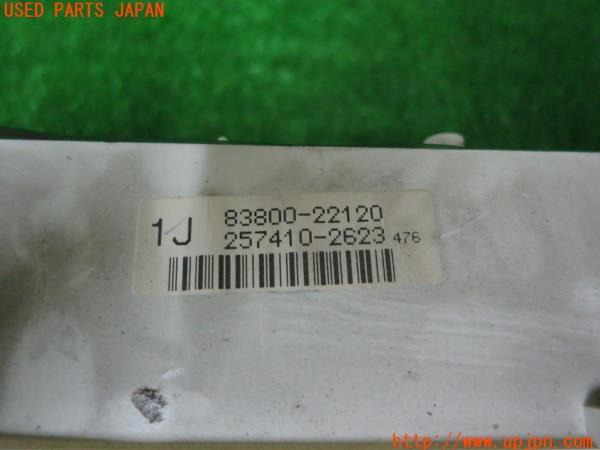 USED PARTS JAPAN
1J
83800-22120
257410-2623 476
http://www.upjpn.com/